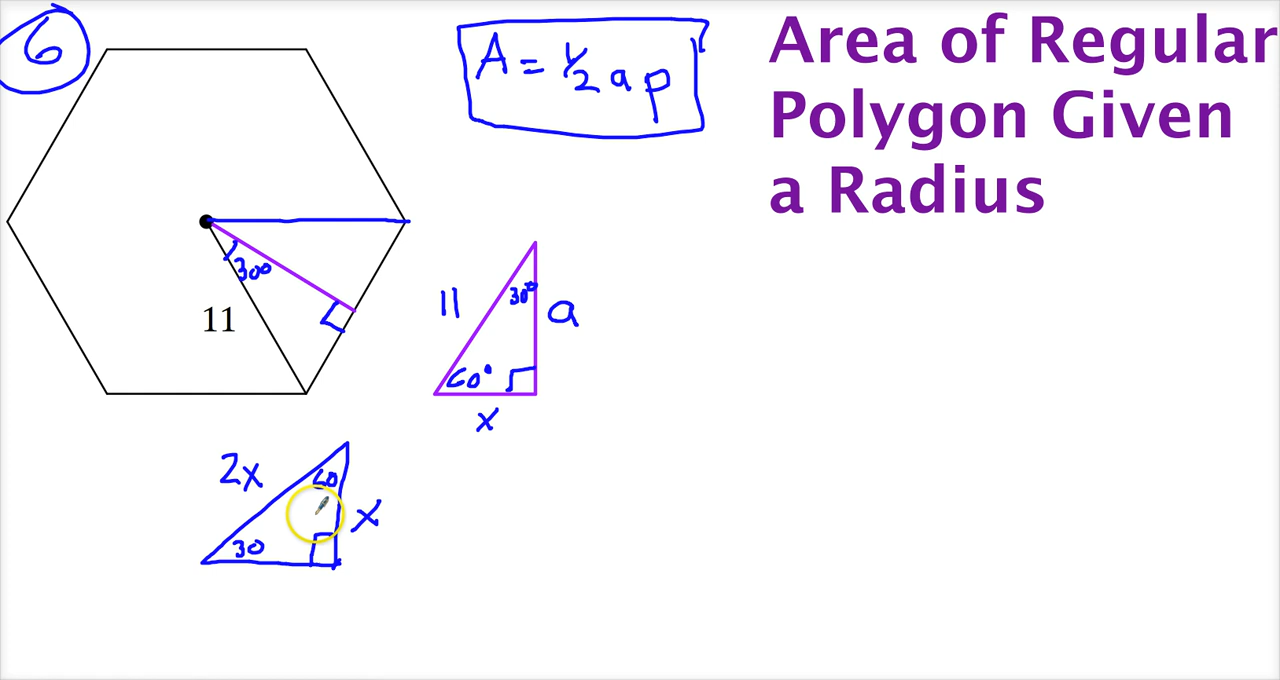 6
A = 1/2 a p
Area of Regular
Polygon Given
a Radius
30°
11
11
30°
a
60°
x
2x
60
x
30